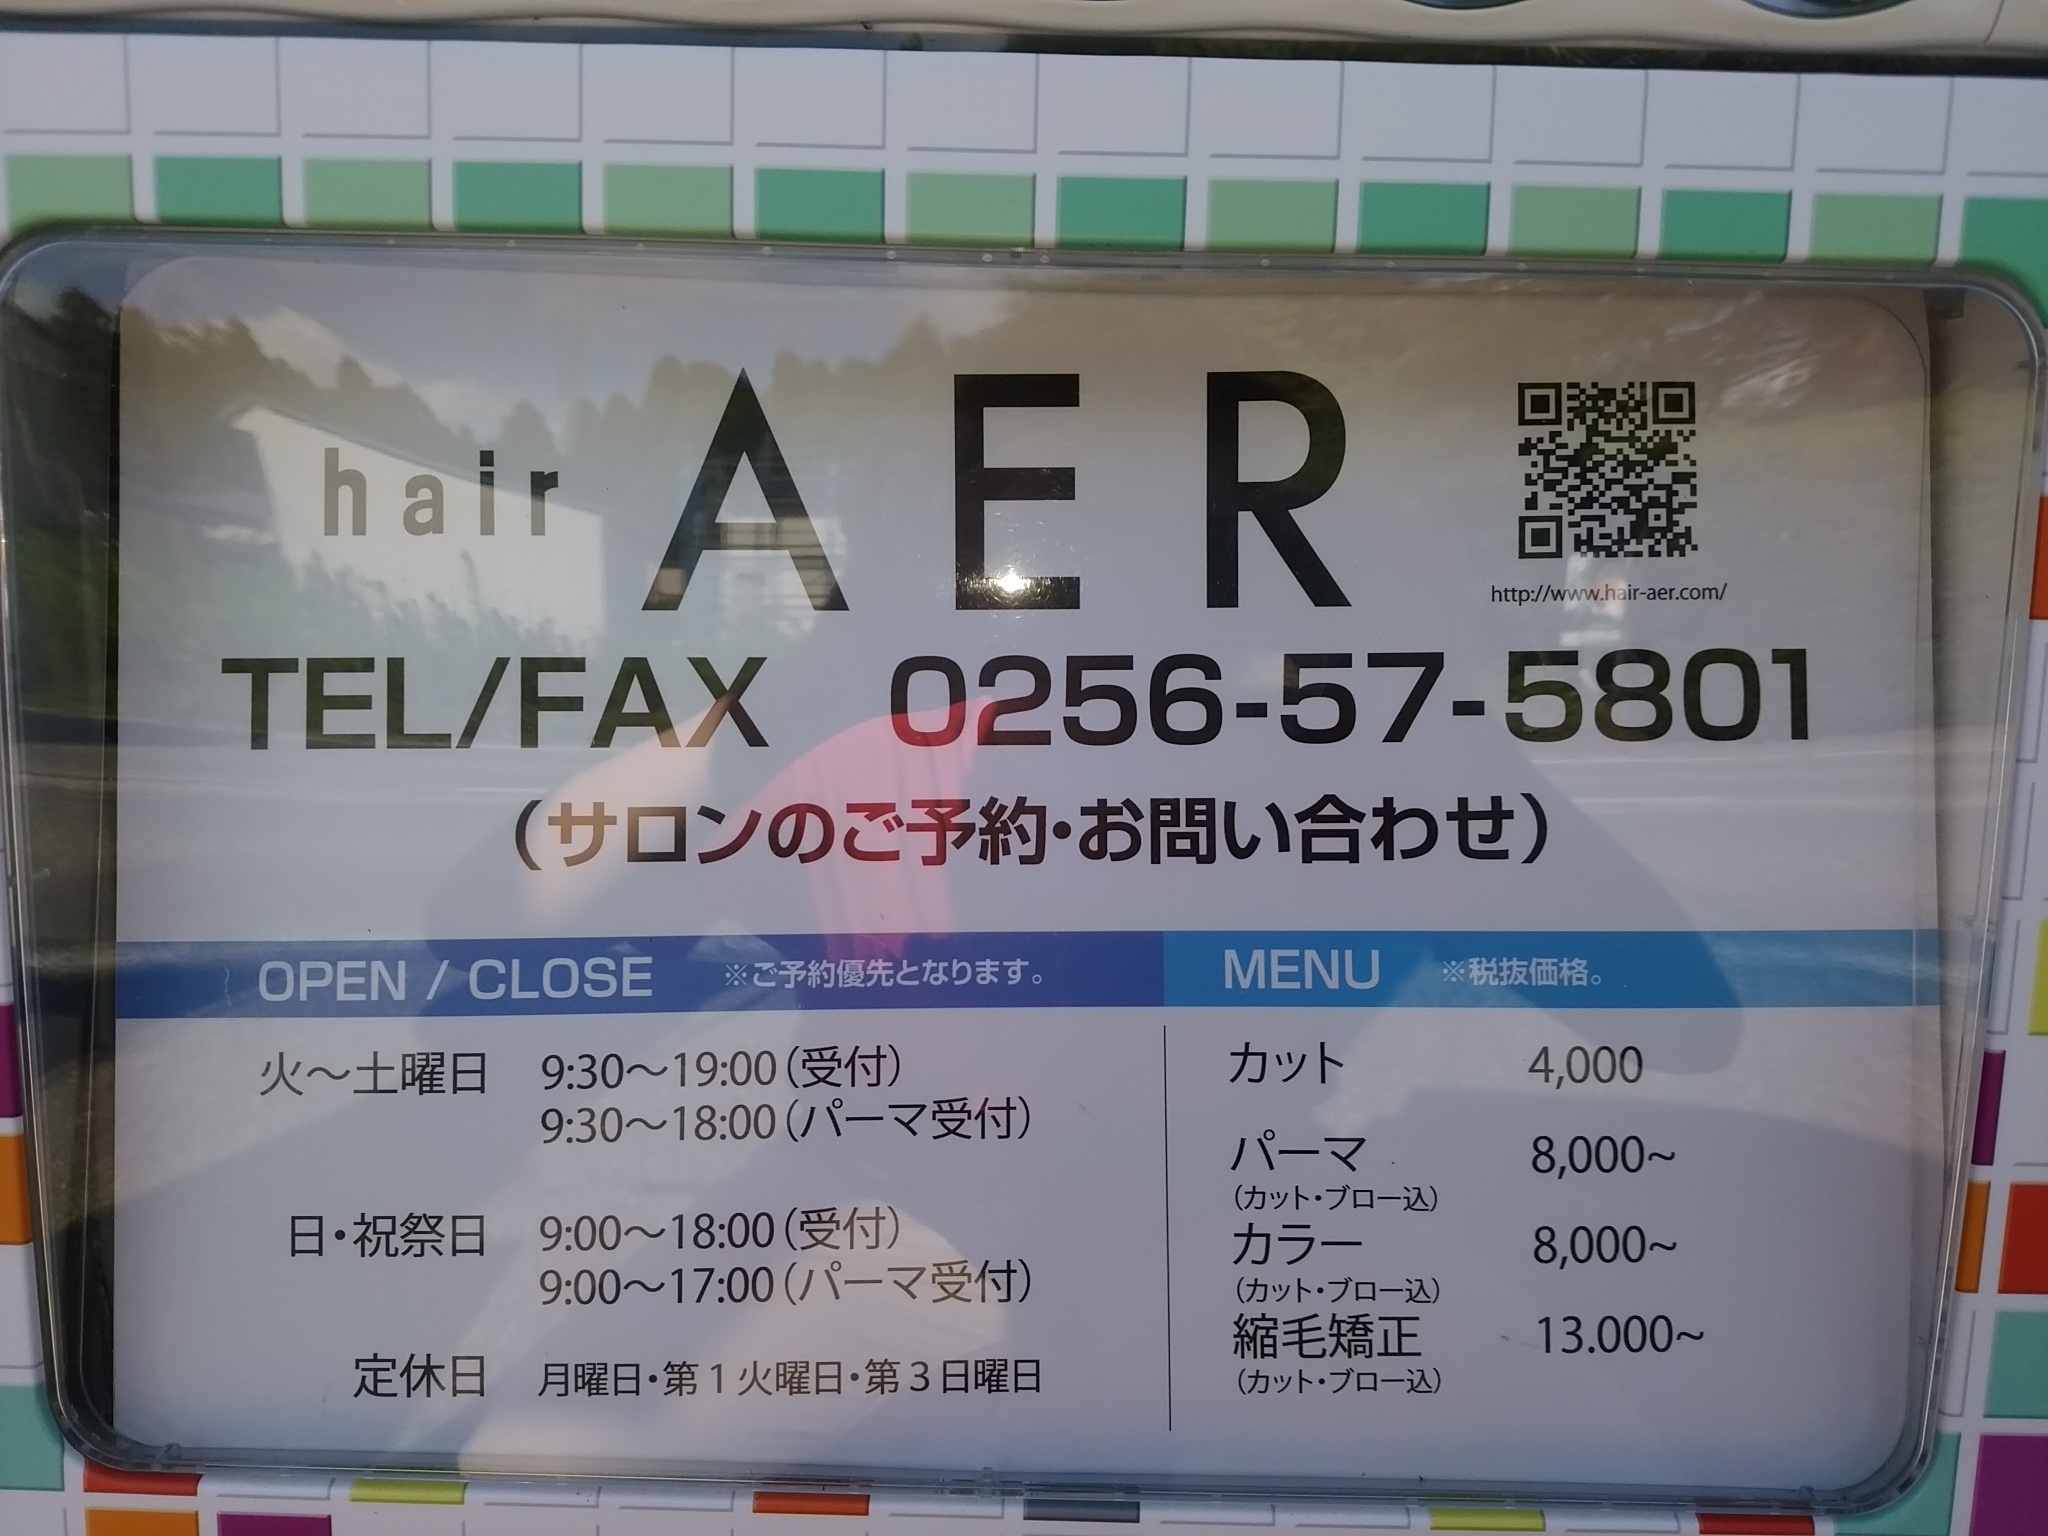 hair AER
http://www.hair-aer.com/
TEL/FAX 0256-57-5801
（サロンのご予約・お問い合わせ）
OPEN / CLOSE ※ご予約優先となります。
火～土曜日 9:30～19:00（受付）
9:30～18:00（パーマ受付）
日・祝祭日 9:00～18:00（受付）
9:00～17:00（パーマ受付）
定休日 月曜日・第1火曜日・第3日曜日
MENU ※税抜価格。
カット 4,000
パーマ 8,000~
（カット・ブロー込）
カラー 8,000~
（カット・ブロー込）
縮毛矯正 13.000~
（カット・ブロー込）